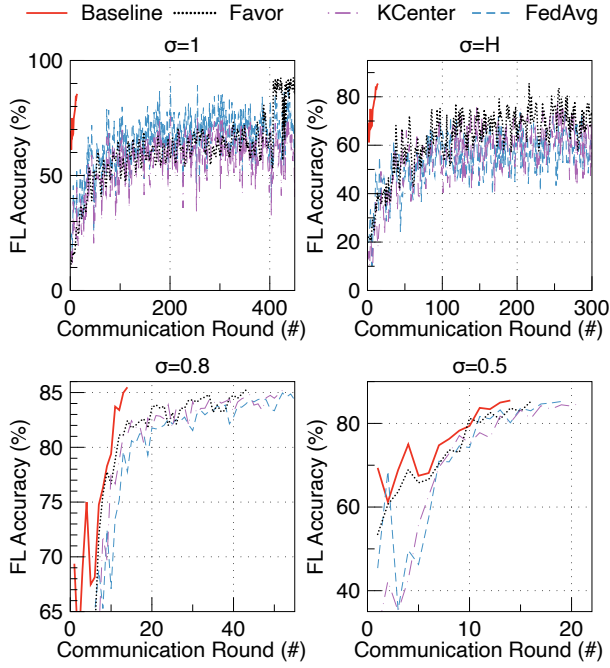 Baseline Favor KCenter FedAvg
σ=1
FL Accuracy (%)
100
50
0
0 200 400
Communication Round (#)
σ=H
FL Accuracy (%)
80
60
40
20
0
0 100 200 300
Communication Round (#)
σ=0.8
FL Accuracy (%)
85
80
75
70
65
0 20 40
Communication Round (#)
σ=0.5
FL Accuracy (%)
80
60
40
0 10 20
Communication Round (#)